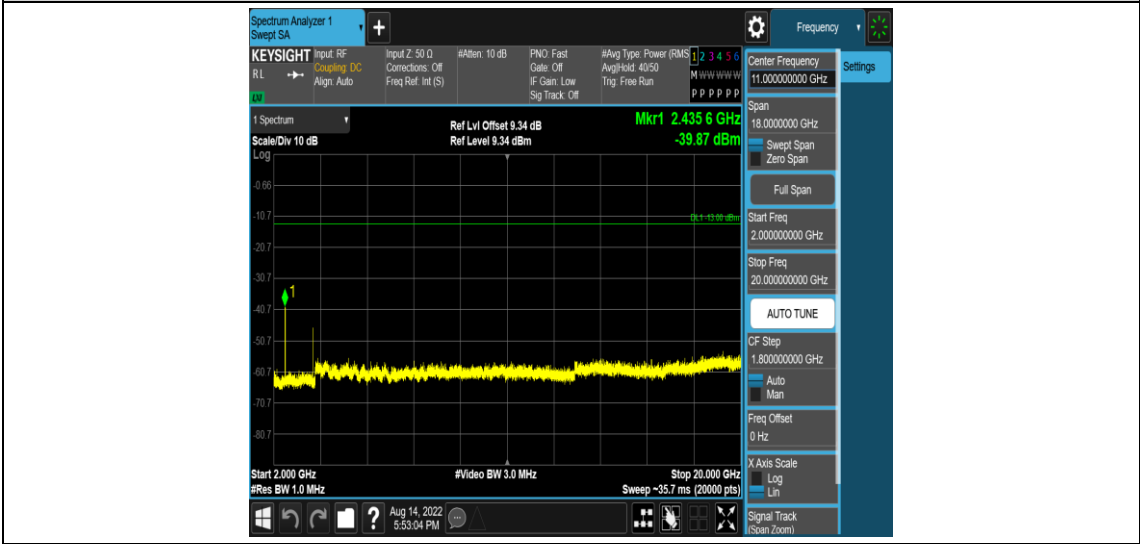 Spectrum Analyzer 1
Swept SA
+
Frequency
KEYSIGHT
RL
LXI
Input: RF
Coupling: DC
Align: Auto
Input Z: 50 Ω
Corrections: Off
Freq Ref: Int (S)
#Atten: 10 dB
PNO: Fast
Gate: Off
IF Gain: Low
Sig Track: Off
#Avg Type: Power (RMS
Avg|Hold: 40/50
Trig: Free Run
1 2 3 4 5 6
M W W W W W
P P P P P P
1 Spectrum
Scale/Div 10 dB
Log
Ref Lvl Offset 9.34 dB
Ref Level 9.34 dBm
Mkr1 2.435 6 GHz
-39.87 dBm
-0.66
-10.7
DL1 -13.00 dBm
-20.7
-30.7
1
-40.7
-50.7
-60.7
-70.7
-80.7
Start 2.000 GHz
#Video BW 3.0 MHz
Stop 20.000 GHz
#Res BW 1.0 MHz
Sweep ~35.7 ms (20000 pts)
?
Aug 14, 2022
5:53:04 PM
Center Frequency
11.000000000 GHz
Settings
Span
18.0000000 GHz
Swept Span
Zero Span
Full Span
Start Freq
2.000000000 GHz
Stop Freq
20.000000000 GHz
AUTO TUNE
CF Step
1.800000000 GHz
Auto
Man
Freq Offset
0 Hz
X Axis Scale
Log
Lin
Signal Track
(Span Zoom)